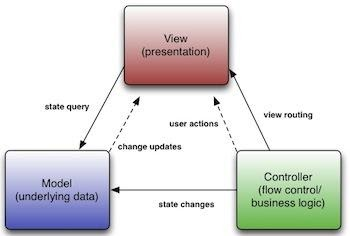 View
(presentation)
state query
view routing
user actions
change updates
Model
(underlying data)
Controller
(flow control/
business logic)
state changes